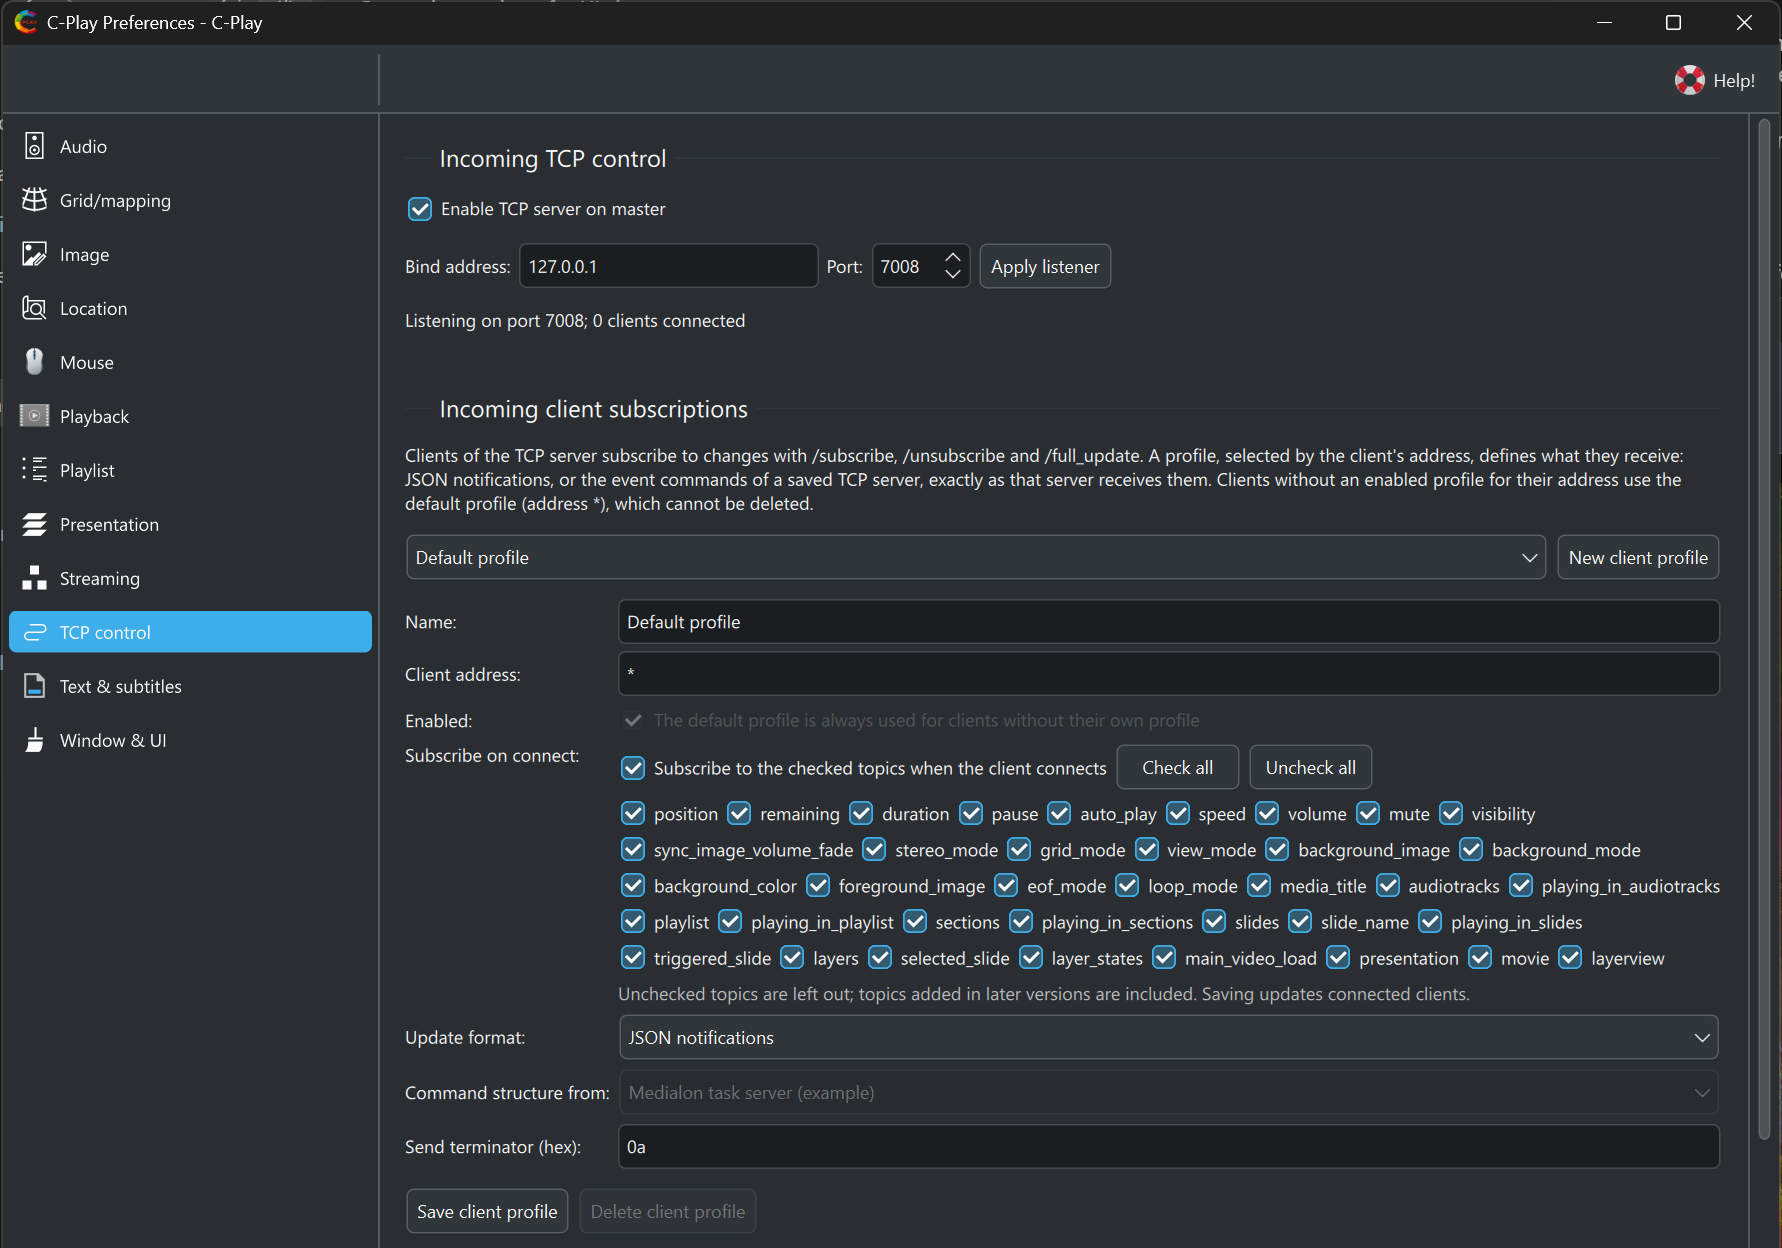 C-Play Preferences - C-Play
Help!
Audio
Grid/mapping
Image
Location
Mouse
Playback
Playlist
Presentation
Streaming
TCP control
Text & subtitles
Window & UI
Incoming TCP control
Enable TCP server on master
Bind address: 127.0.0.1 Port: 7008 Apply listener
Listening on port 7008; 0 clients connected
Incoming client subscriptions
Clients of the TCP server subscribe to changes with /subscribe, /unsubscribe and /full_update. A profile, selected by the client's address, defines what they receive:
JSON notifications, or the event commands of a saved TCP server, exactly as that server receives them. Clients without an enabled profile for their address use the
default profile (address *), which cannot be deleted.
Default profile New client profile
Name: Default profile
Client address: *
Enabled: The default profile is always used for clients without their own profile
Subscribe on connect: Subscribe to the checked topics when the client connects Check all Uncheck all
position remaining duration pause auto_play speed volume mute visibility
sync_image_volume_fade stereo_mode grid_mode view_mode background_image background_mode
background_color foreground_image eof_mode loop_mode media_title audiotracks playing_in_audiotracks
playlist playing_in_playlist sections playing_in_sections slides slide_name playing_in_slides
triggered_slide layers selected_slide layer_states main_video_load presentation movie layerview
Unchecked topics are left out; topics added in later versions are included. Saving updates connected clients.
Update format: JSON notifications
Command structure from: Medialon task server (example)
Send terminator (hex): 0a
Save client profile Delete client profile